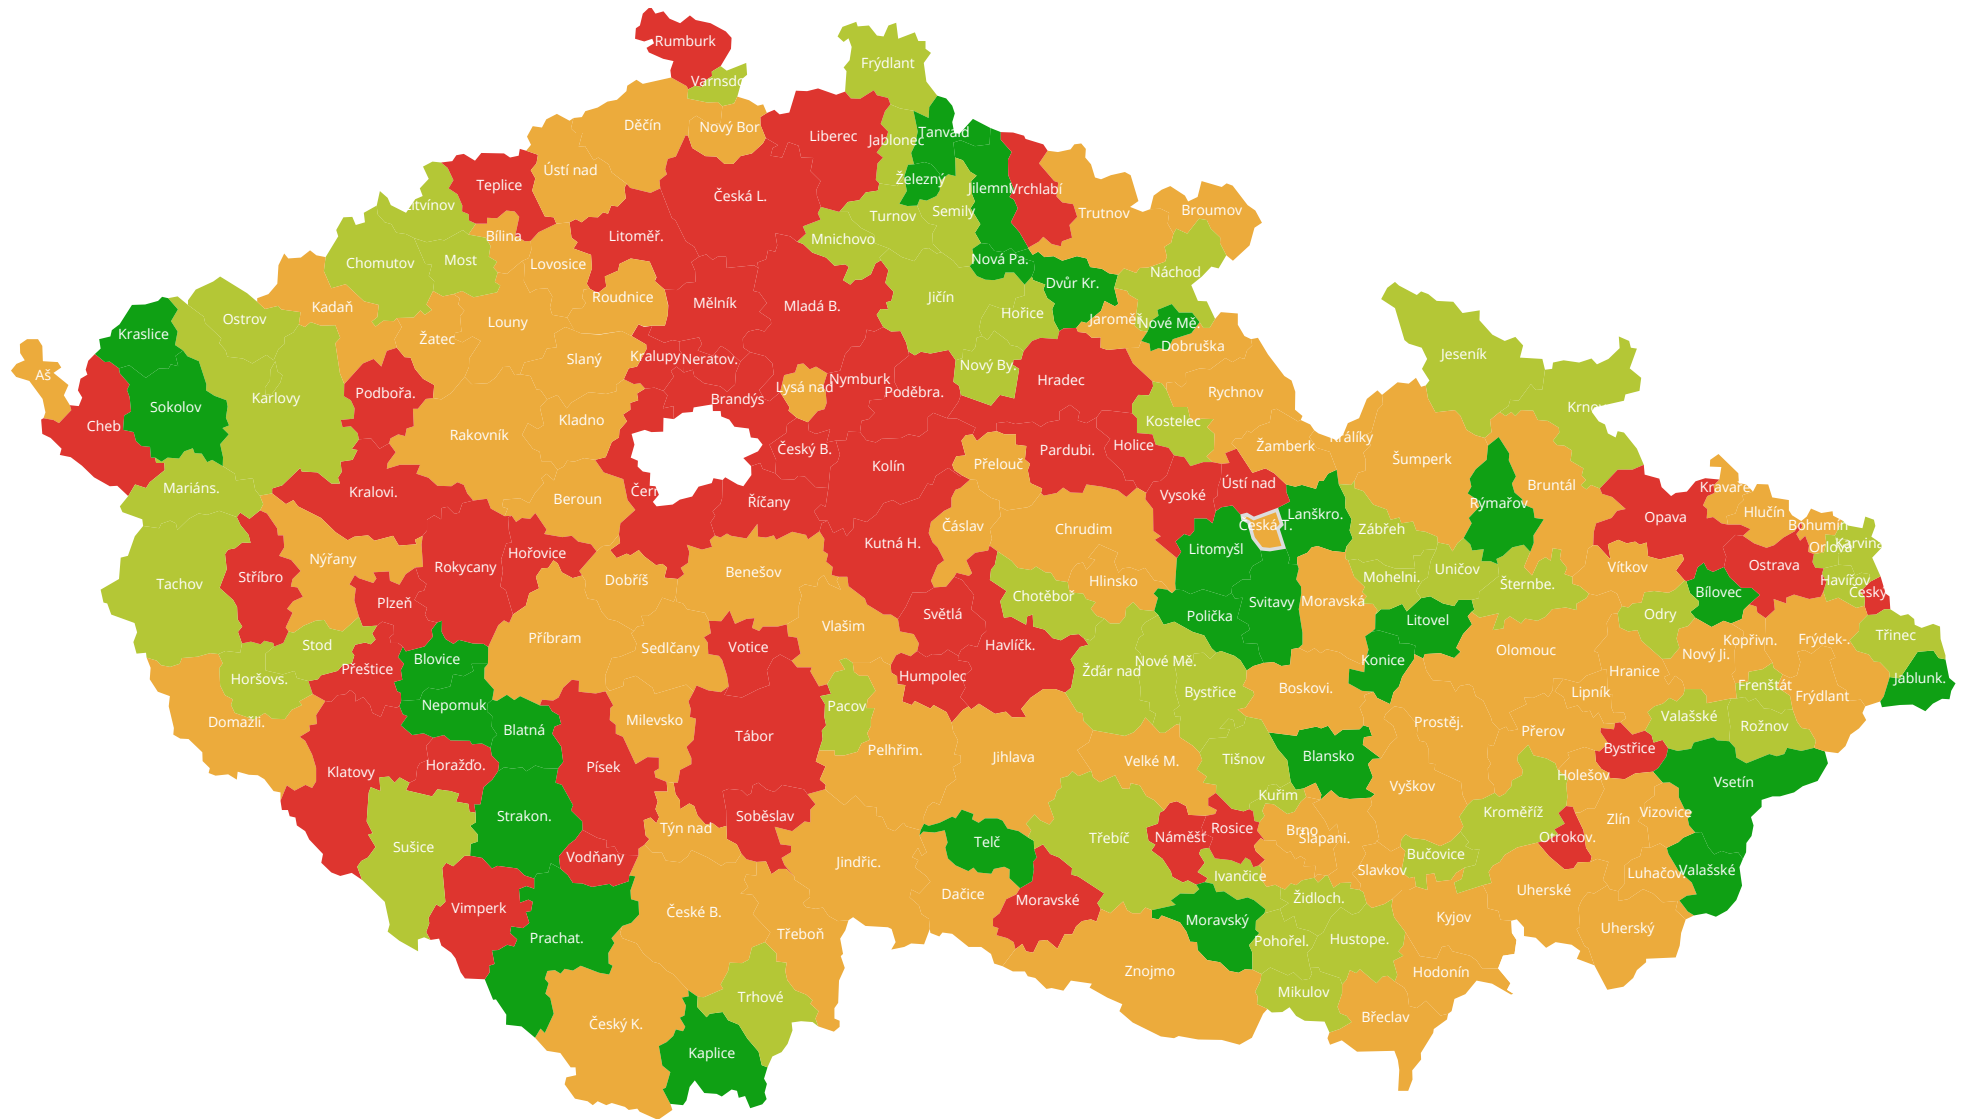 Rumburk
Frýdlant
Varnsdo
Děčín
Nový Bor
Liberec
Jablonec
Tanvald
Ústí nad
Teplice
Česká L.
Železný
Jilemni
Vrchlabí
Trutnov
Broumov
Turnov
Semily
Litoměř.
Bílina
Mnichovo
Most
Chomutov
Lovosice
Nová Pa.
Náchod
Dvůr Kr.
Roudnice
Mělník
Mladá B.
Jičín
Hořice
Kadaň
Ostrov
Louny
Jaroměř
Nové Mě.
Kraslice
Žatec
Dobruška
Slaný
Kralupy
Neratov.
Jeseník
Nový By.
Aš
Lysá nad
Nymburk
Hradec
Podbořa.
Poděbra.
Rychnov
Karlovy
Brandýs
Sokolov
Kladno
Kostelec
Cheb
Rakovník
Králíky
Český B.
Pardubi.
Holice
Žamberk
Kolín
Přelouč
Šumperk
Mariáns.
Kralovi.
Beroun
Říčany
Vysoké
Ústí nad
Bruntál
Kravaře
Rýmařov
Lanškro.
Hlučín
Opava
Čáslav
Chrudim
Česká T.
Zábřeh
Bohumín
Kutná H.
Litomyšl
Orlová
Karviná
Hořovice
Nýřany
Rokycany
Stříbro
Tachov
Dobříš
Benešov
Hlinsko
Mohelni.
Uničov
Vítkov
Ostrava
Šternbe.
Havířov
Chotěboř
Bílovec
Český
Plzeň
Svitavy
Moravská
Světlá
Polička
Litovel
Odry
Vlašim
Příbram
Stod
Sedlčany
Votice
Havlíčk.
Třinec
Kopřivn.
Frýdek-.
Olomouc
Nový Ji.
Blovice
Přeštice
Konice
Nové Mě.
Žďár nad
Hranice
Humpolec
Horšovs.
Jablunk.
Frenštát
Boskovi.
Bystřice
Lipník
Frýdlant
Nepomuk
Pacov
Milevsko
Valašské
Domažli.
Prostěj.
Rožnov
Blatná
Přerov
Tábor
Pelhřim.
Bystřice
Jihlava
Blansko
Tišnov
Velké M.
Horažďo.
Písek
Klatovy
Holešov
Vsetín
Vyškov
Kuřim
Strakon.
Soběslav
Kroměříž
Vizovice
Zlín
Týn nad
Rosice
Brno
Náměšť
Třebíč
Otrokov.
Šlapani.
Telč
Sušice
Bučovice
Vodňany
Jindřic.
Slavkov
Valašské
Luhačov.
Ivančice
Uherské
Dačice
Židloch.
Moravské
Vimperk
České B.
Kyjov
Moravský
Uherský
Třeboň
Prachat.
Hustope.
Pohořel.
Znojmo
Hodonín
Mikulov
Trhové
Břeclav
Český K.
Kaplice